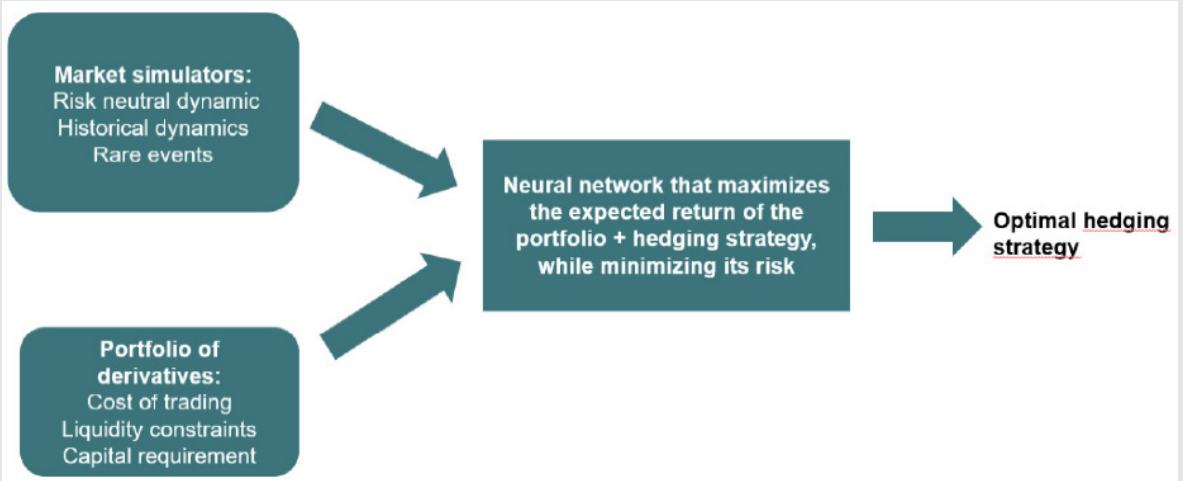 Market simulators:
Risk neutral dynamic
Historical dynamics
Rare events
Portfolio of
derivatives:
Cost of trading
Liquidity constraints
Capital requirement
Neural network that maximizes
the expected return of the
portfolio + hedging strategy,
while minimizing its risk
Optimal hedging
strategy